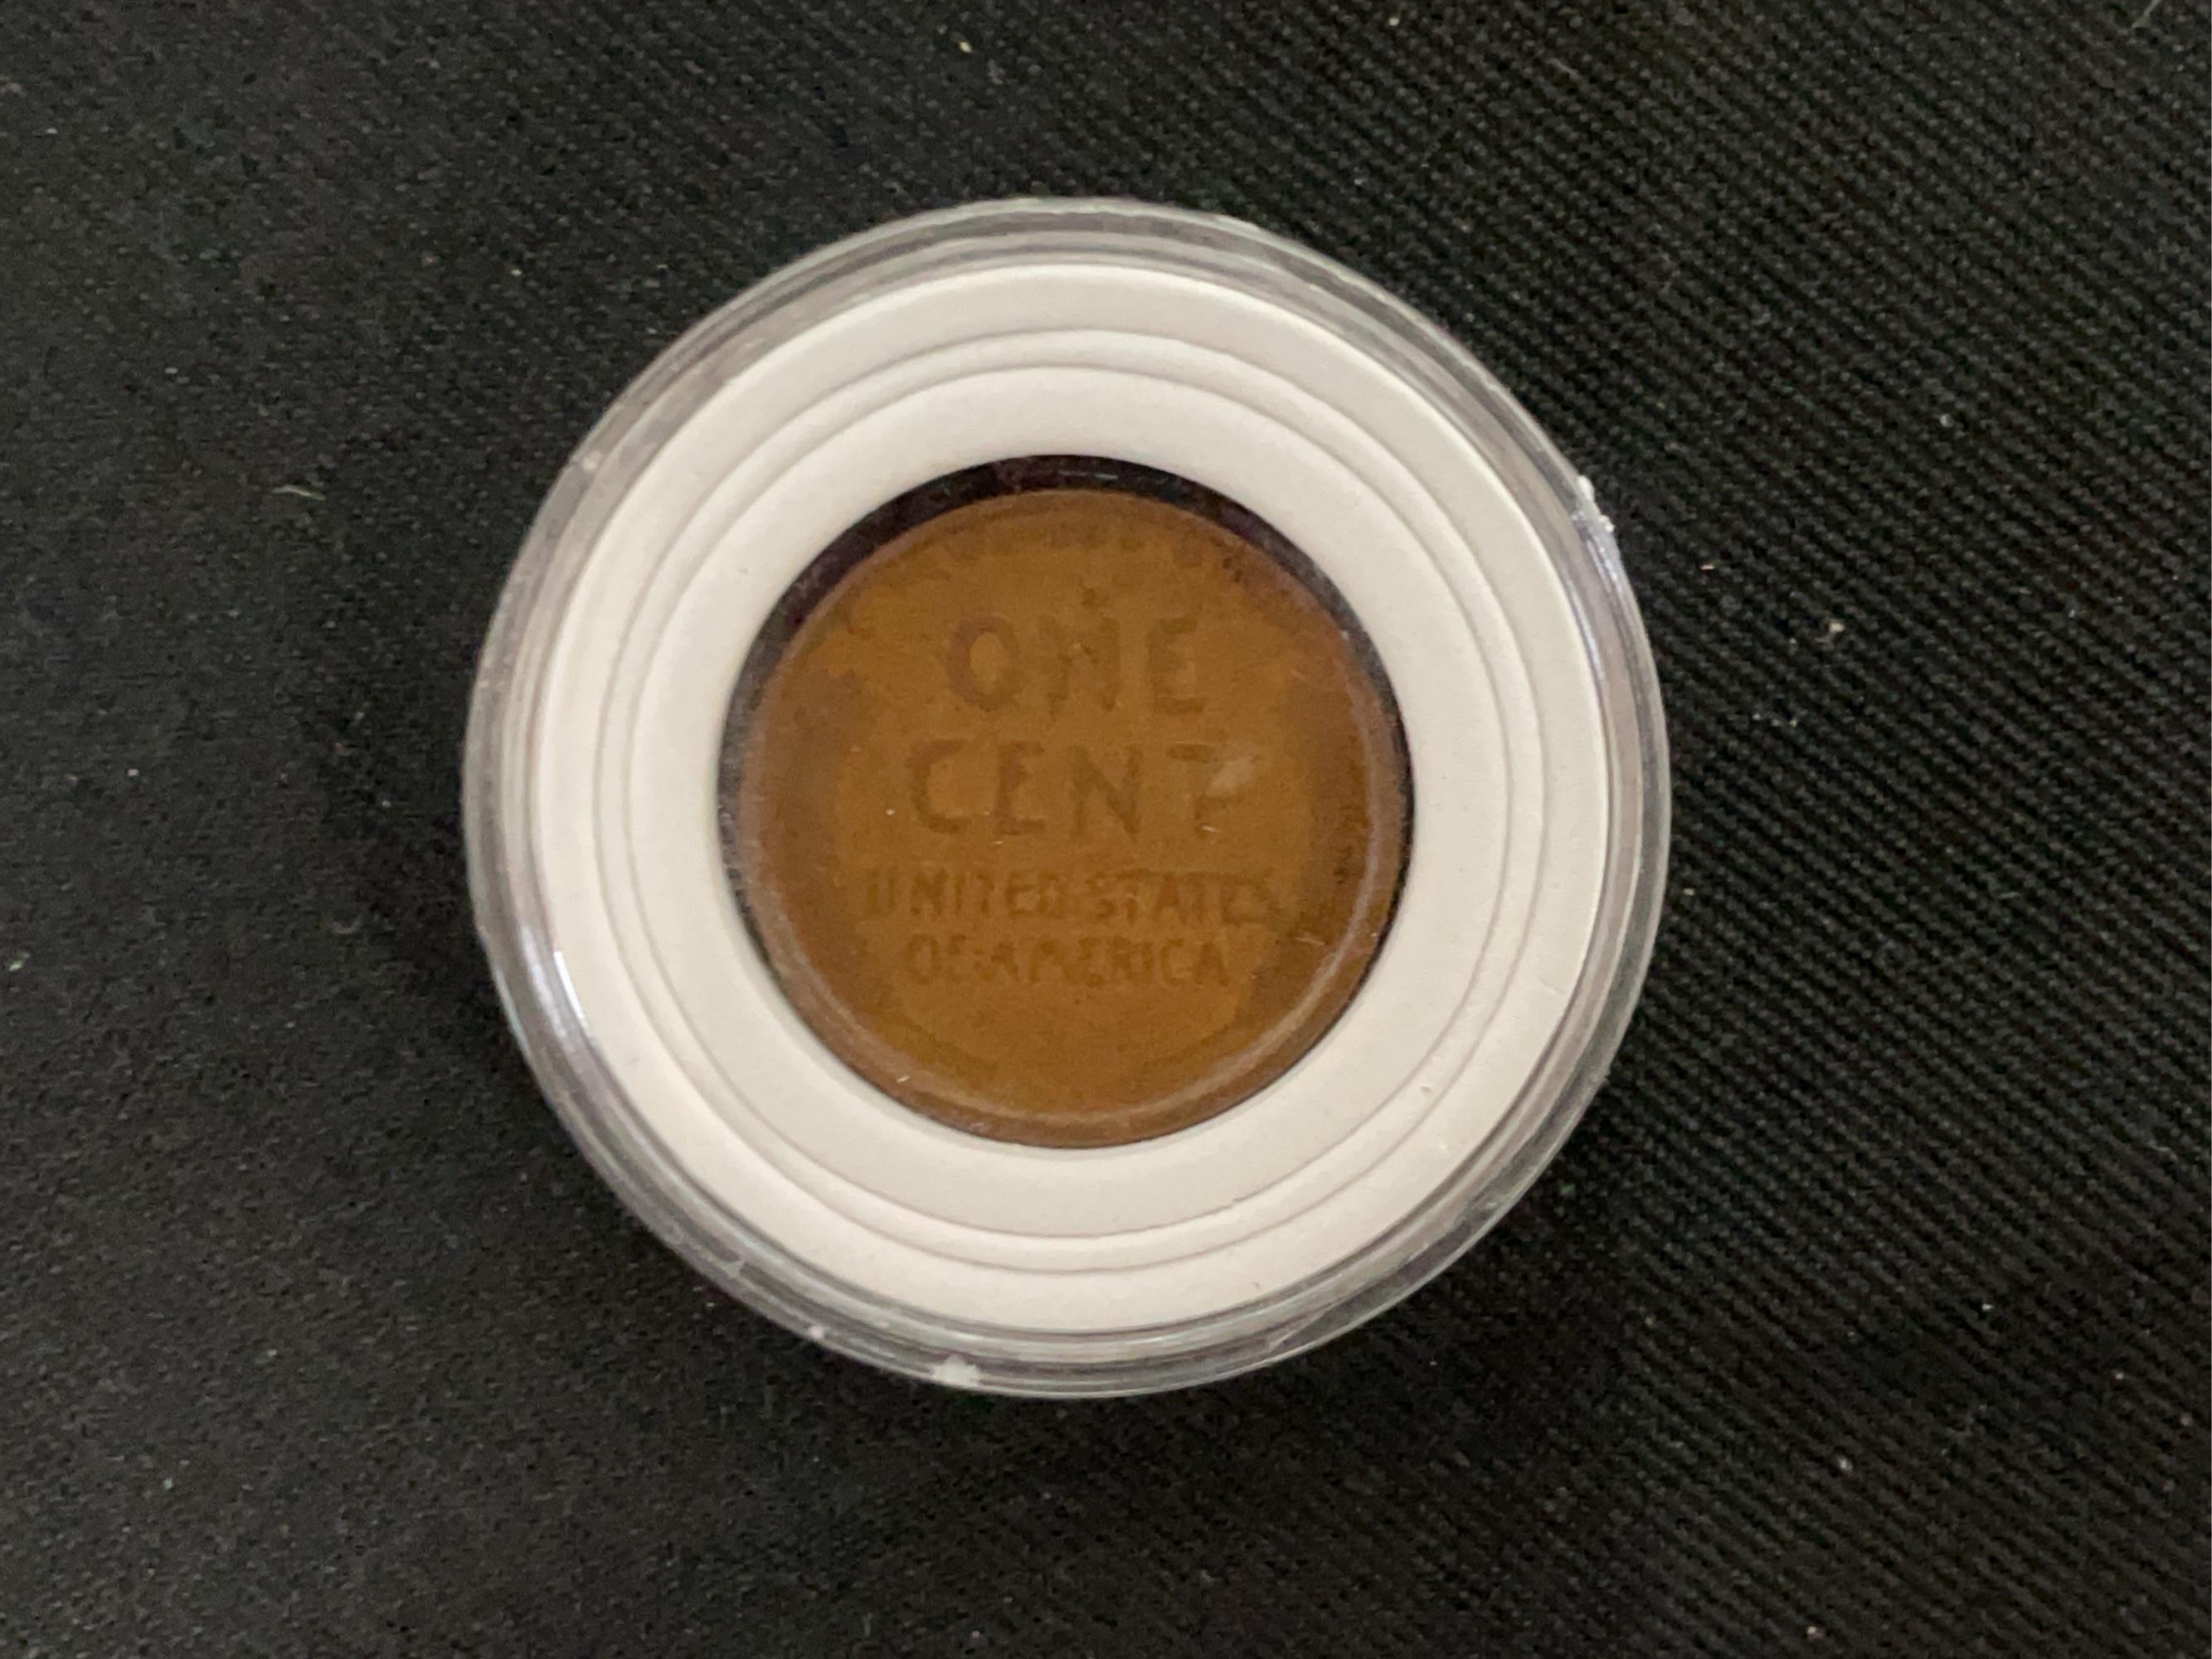 ONE
CENT
UNITED STATES
OF AMERICA